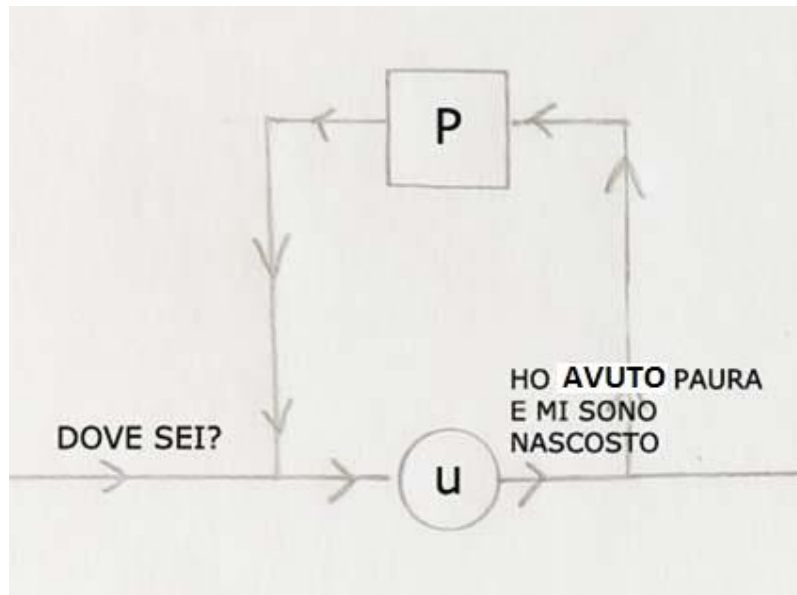 P
DOVE SEI?
u
HO AVUTO PAURA
E MI SONO
NASCOSTO